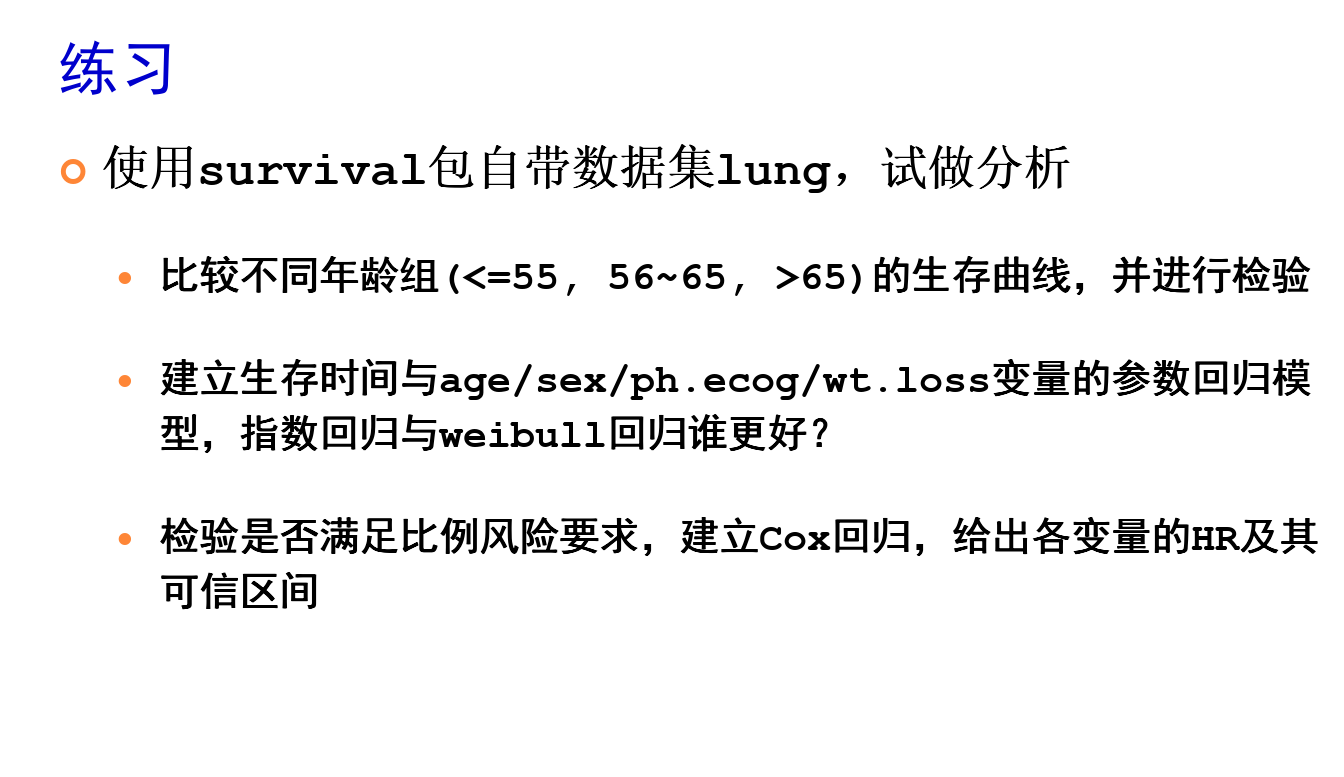 练习
使用survival包自带数据集lung，试做分析
比较不同年龄组(<=55, 56~65, >65)的生存曲线，并进行检验
建立生存时间与age/sex/ph.ecog/wt.loss变量的参数回归模
型，指数回归与weibull回归谁更好？
检验是否满足比例风险要求，建立Cox回归，给出各变量的HR及其
可信区间